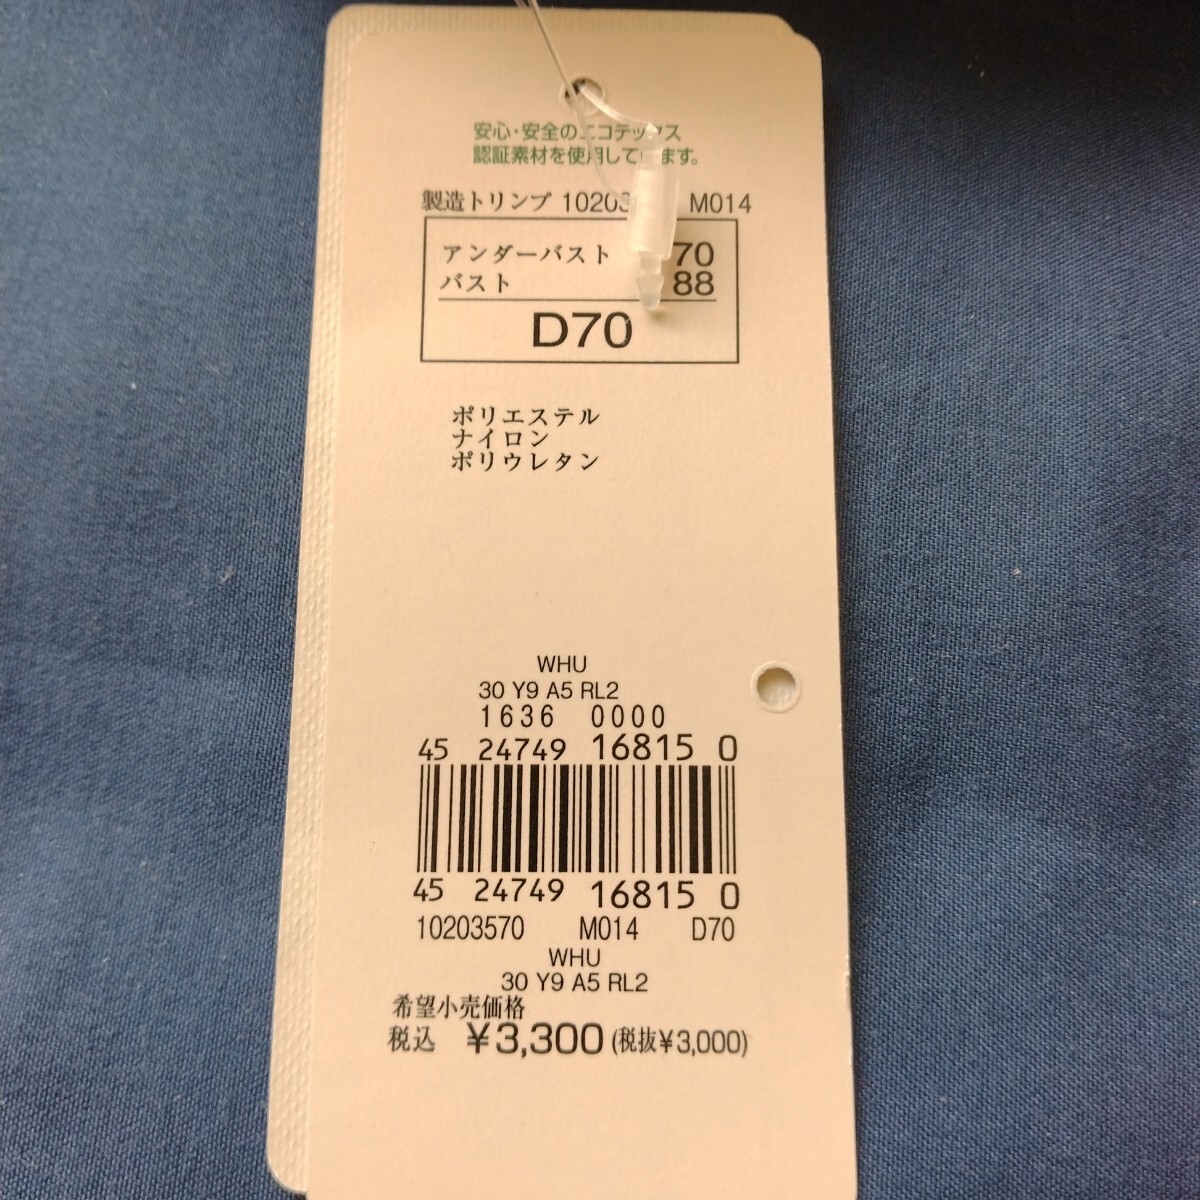 安心・安全のエコテックス
認証素材を使用しています。
製造トリンプ M014
アンダーバスト 70
バスト 88
D70
ポリエステル
ナイロン
ポリウレタン
WHU
30 Y9 A5 RL2
1636 0000
45 24749 16815 0
45 24749 16815 0
10203570 M014 D70
WHU
30 Y9 A5 RL2
希望小売価格
税込 ¥3,300(税抜¥3,000)